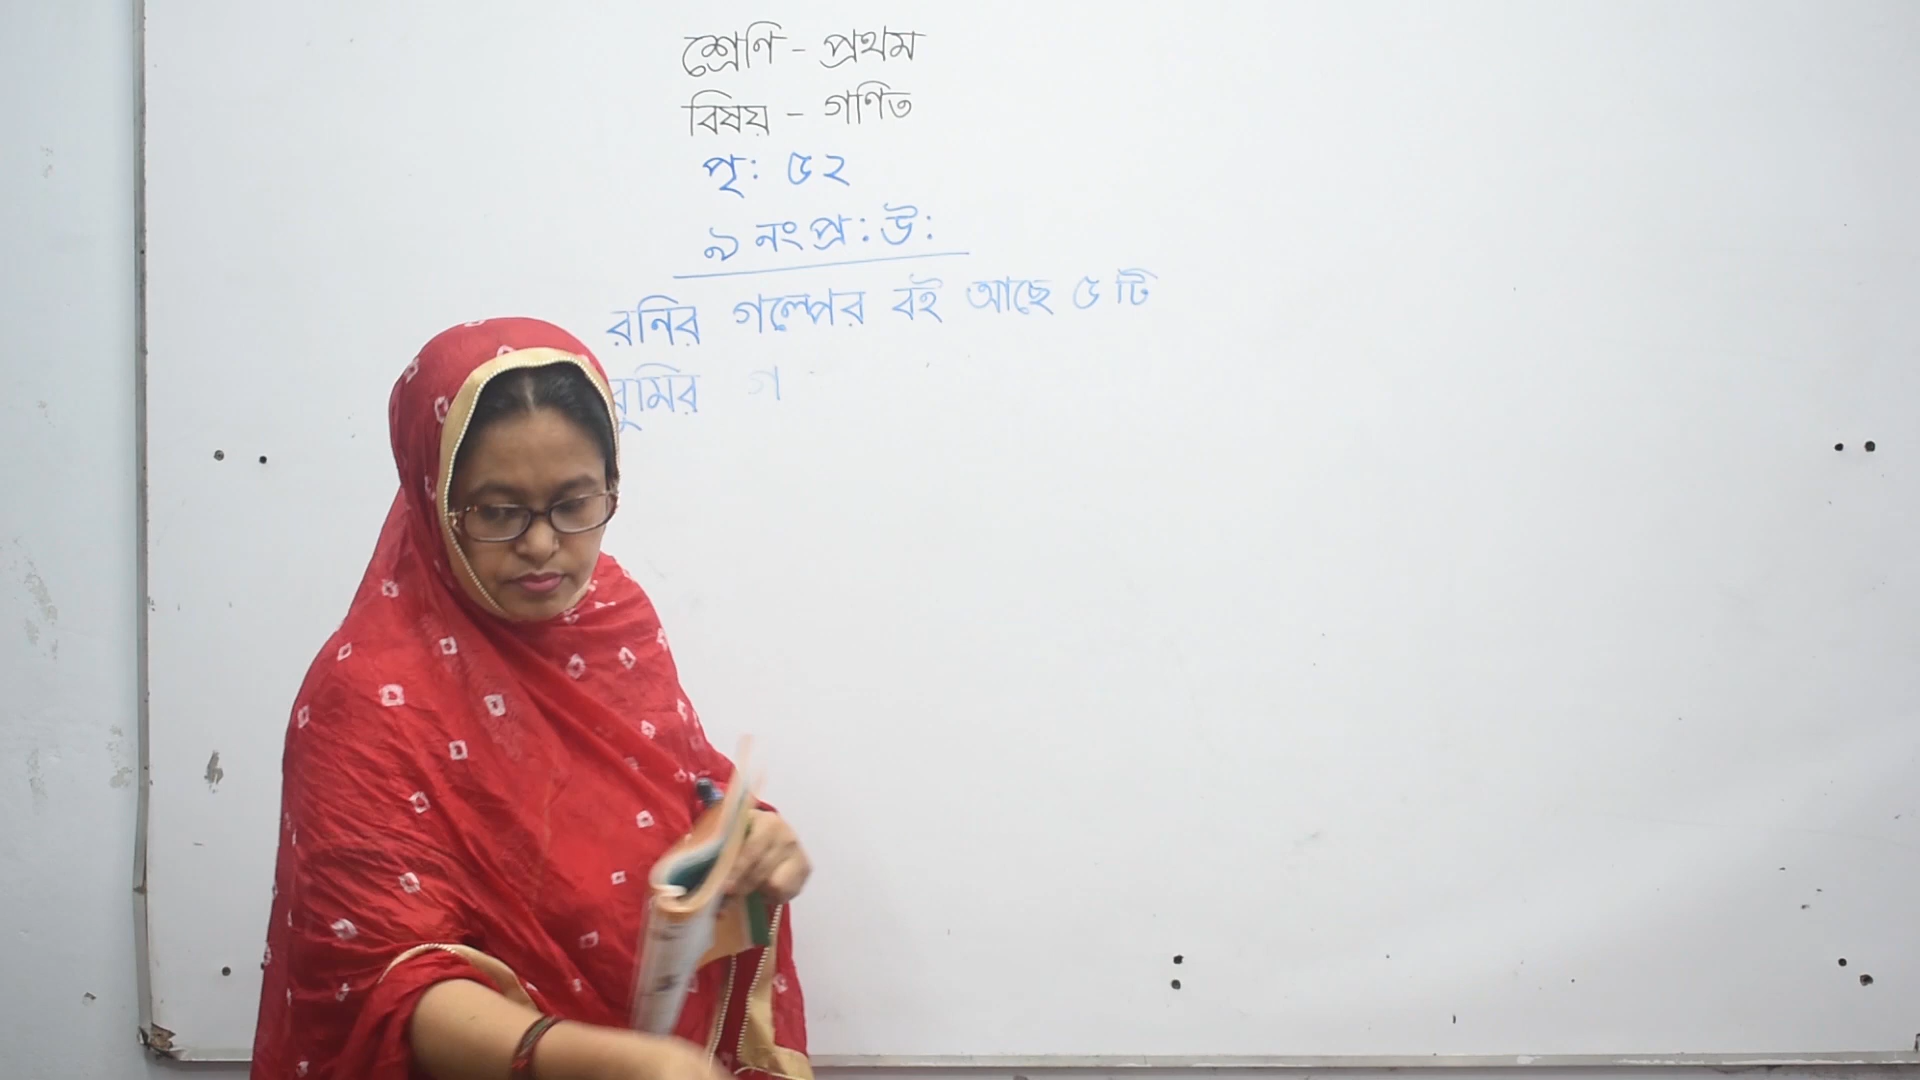 শ্রেণি - প্রথম
বিষয় - গণিত
পৃ: ৫২
৯ নং প্র: উ:
রনির গল্পের বই আছে ৫ টি
রুমির গ